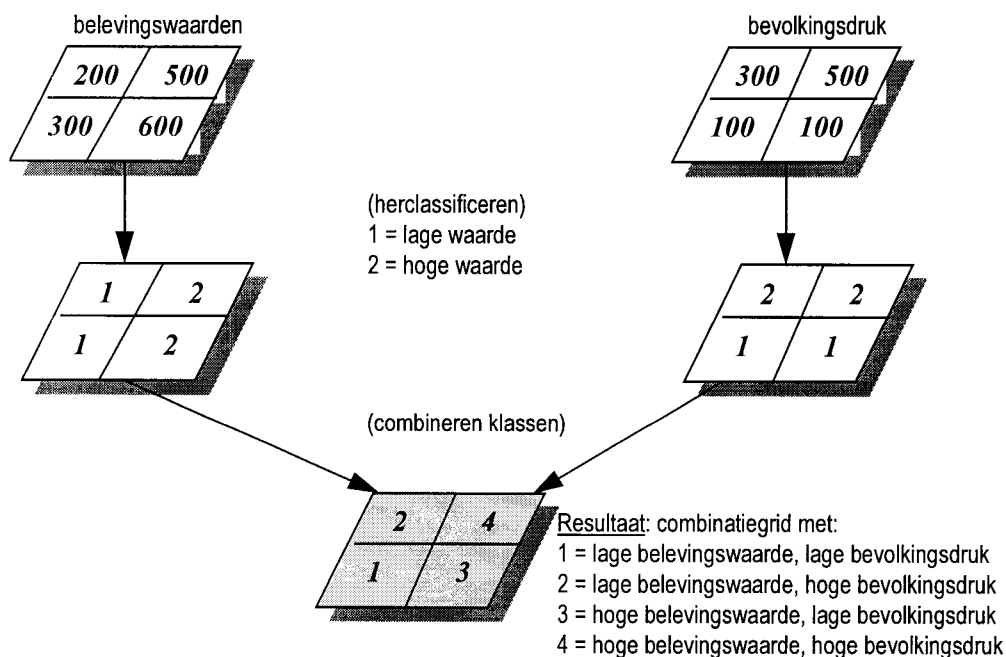 belevingswaarden
bevolkingsdruk
200 500
300 600
300 500
100 100
(herclassificeren)
1 = lage waarde
2 = hoge waarde
1 2
1 2
2 2
1 1
(combineren klassen)
2 4
1 3
Resultaat: combinatiegrid met:
1 = lage belevingswaarde, lage bevolkingsdruk
2 = lage belevingswaarde, hoge bevolkingsdruk
3 = hoge belevingswaarde, lage bevolkingsdruk
4 = hoge belevingswaarde, hoge bevolkingsdruk